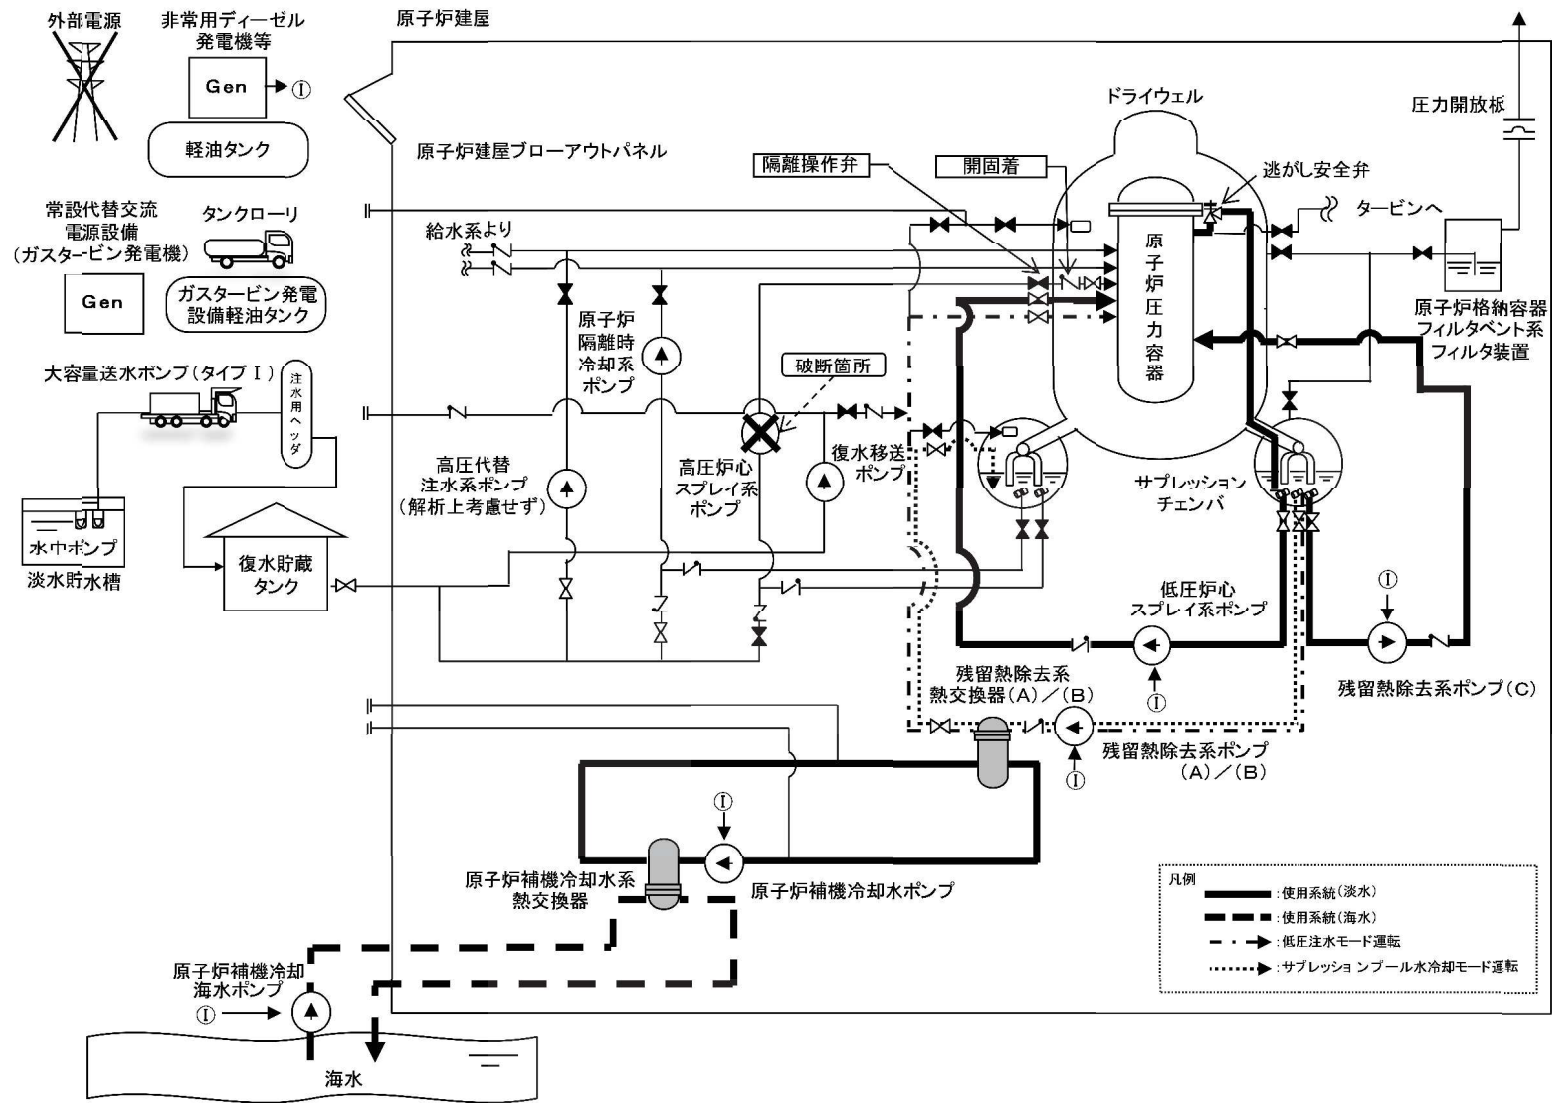 外部電源
非常用ディーゼル
発電機等
Gen
Ⓘ
軽油タンク
原子炉建屋
原子炉建屋ブローアウトパネル
常設代替交流
電源設備
(ガスタービン発電機)
Gen
タンクローリ
ガスタービン発電
設備軽油タンク
大容量送水ポンプ(タイプⅠ)
注水用ヘッダ
水中ポンプ
淡水貯水槽
復水貯蔵
タンク
給水系より
原子炉
隔離時
冷却系
ポンプ
高圧代替
注水系ポンプ
(解析上考慮せず)
破断箇所
高圧炉心
スプレイ系
ポンプ
復水移送
ポンプ
隔離操作弁
開固着
ドライウェル
逃がし安全弁
タービンへ
圧力開放板
原子炉圧力容器
原子炉格納容器
フィルタベント系
フィルタ装置
サプレッション
チェンバ
低圧炉心
スプレイ系ポンプ
Ⓘ
Ⓘ
残留熱除去系ポンプ(C)
残留熱除去系
熱交換器(A)/(B)
残留熱除去系ポンプ
(A)/(B)
Ⓘ
Ⓘ
原子炉補機冷却水系
熱交換器
原子炉補機冷却水ポンプ
原子炉補機冷却
海水ポンプ
Ⓘ
海水
凡例
:使用系統(淡水)
:使用系統(海水)
:低圧注水モード運転
:サプレッションプール水冷却モード運転